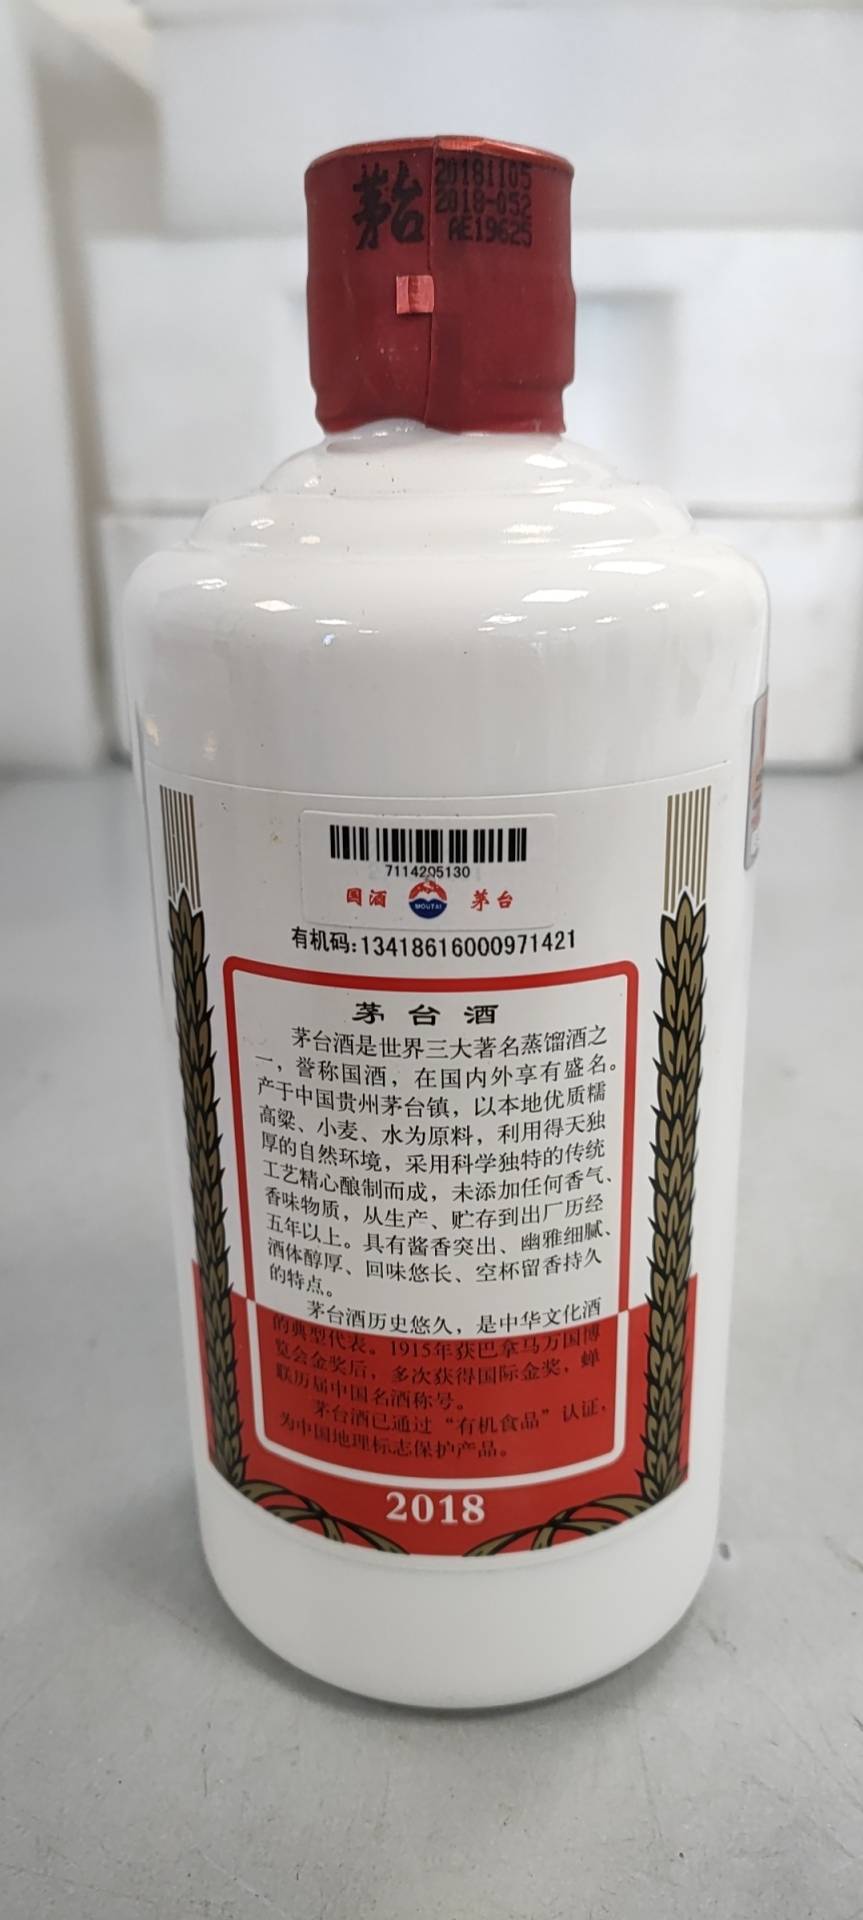 茅台
20181105
2018-052
AE19625
7114205130
国酒 MOUTAI 茅台
有机码:13418616000971421
茅台酒
茅台酒是世界三大著名蒸馏酒之
一，誉称国酒，在国内外享有盛名。
产于中国贵州茅台镇，以本地优质糯
高粱、小麦、水为原料，利用得天独
厚的自然环境，采用科学独特的传统
工艺精心酿制而成，未添加任何香气、
香味物质，从生产、贮存到出厂历经
五年以上。具有酱香突出、幽雅细腻、
酒体醇厚、回味悠长、空杯留香持久
的特点。
茅台酒历史悠久，是中华文化酒
的典型代表。1915年获巴拿马万国博
览会金奖后，多次获得国际金奖，蝉
联历届中国名酒称号。
茅台酒已通过“有机食品”认证，
为中国地理标志保护产品。
2018